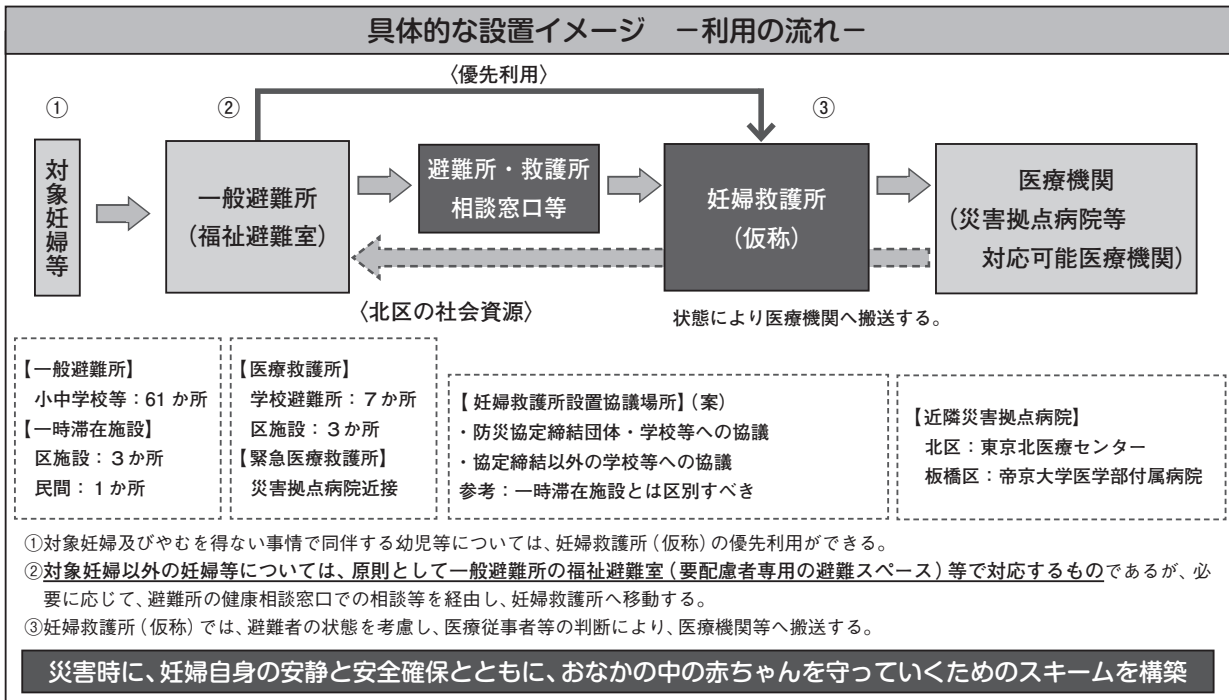 具体的な設置イメージ －利用の流れ－
〈優先利用〉
①
②
③
対象妊婦等
一般避難所
（福祉避難室）
避難所・救護所
相談窓口等
妊婦救護所
（仮称）
医療機関
（災害拠点病院等
対応可能医療機関）
〈北区の社会資源〉
状態により医療機関へ搬送する。
【一般避難所】
小中学校等：61か所
【一時滞在施設】
区施設：３か所
民間：１か所
【医療救護所】
学校避難所：７か所
区施設：３か所
【緊急医療救護所】
災害拠点病院近接
【妊婦救護所設置協議場所】（案）
・防災協定締結団体・学校等への協議
・協定締結以外の学校等への協議
参考：一時滞在施設とは区別すべき
【近隣災害拠点病院】
北区：東京北医療センター
板橋区：帝京大学医学部付属病院
①対象妊婦及びやむを得ない事情で同伴する幼児等については、妊婦救護所（仮称）の優先利用ができる。
②対象妊婦以外の妊婦等については、原則として一般避難所の福祉避難室（要配慮者専用の避難スペース）等で対応するものであるが、必
要に応じて、避難所の健康相談窓口での相談等を経由し、妊婦救護所へ移動する。
③妊婦救護所（仮称）では、避難者の状態を考慮し、医療従事者等の判断により、医療機関等へ搬送する。
災害時に、妊婦自身の安静と安全確保とともに、おなかの中の赤ちゃんを守っていくためのスキームを構築